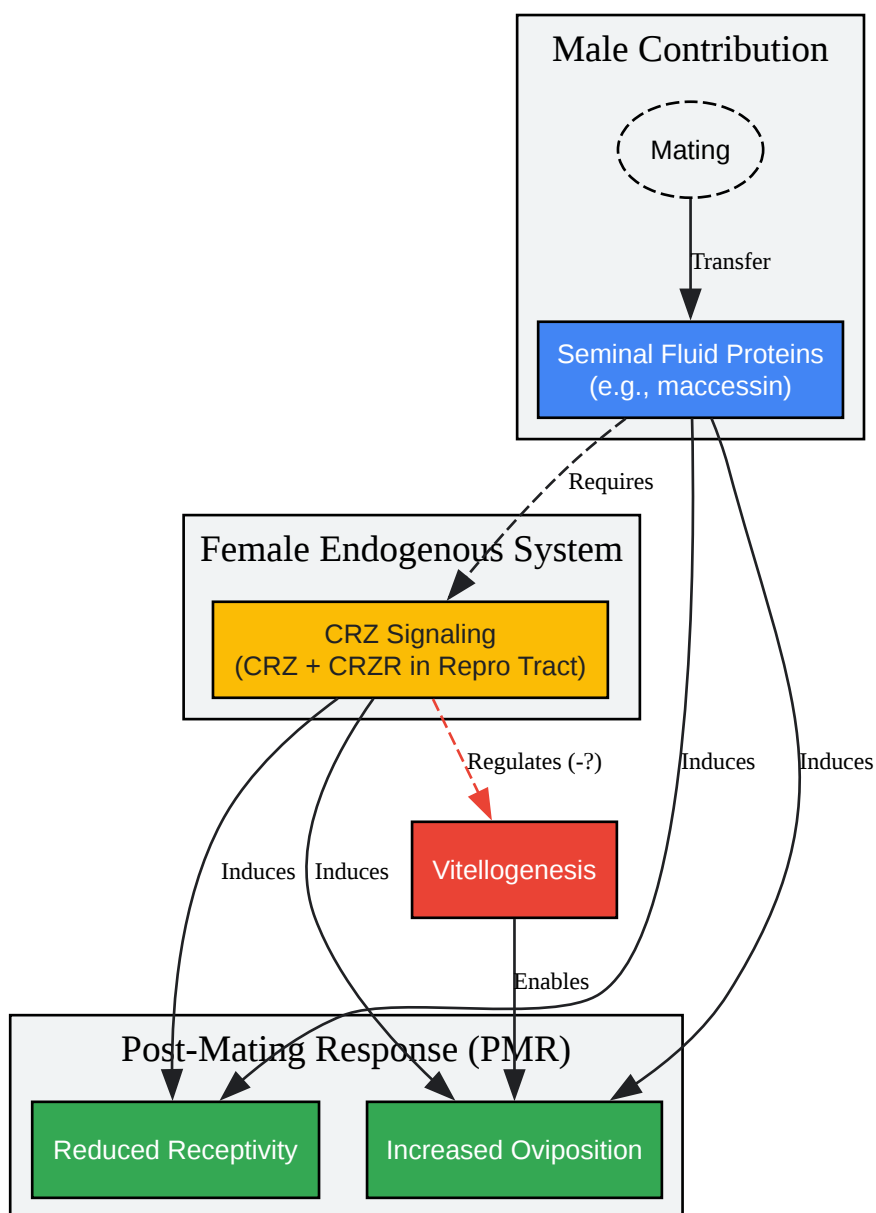 Male Contribution
Mating
Transfer
Seminal Fluid Proteins
(e.g., maccessin)
Requires
Female Endogenous System
CRZ Signaling
(CRZ + CRZR in Repro Tract)
Regulates (-?)
Induces
Induces
Vitellogenesis
Induces
Induces
Enables
Post-Mating Response (PMR)
Reduced Receptivity
Increased Oviposition